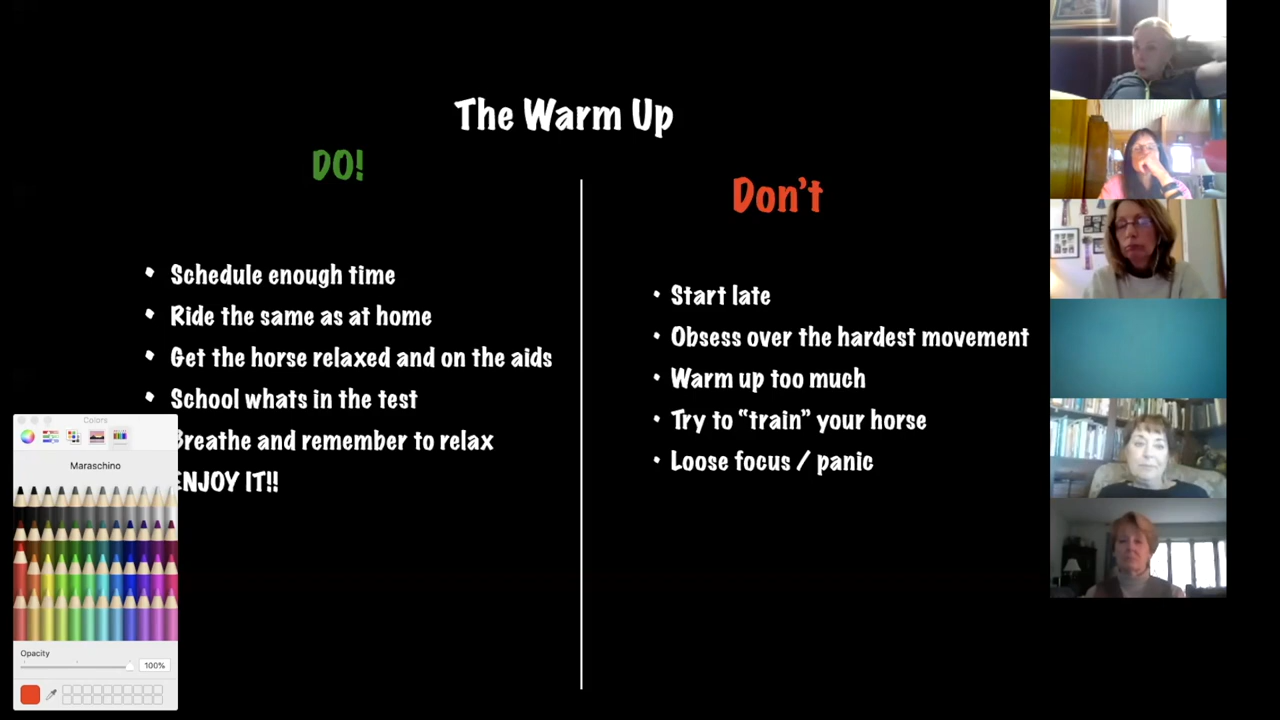 The Warm Up
DO!
Schedule enough time
Ride the same as at home
Get the horse relaxed and on the aids
School whats in the test
Breathe and remember to relax
ENJOY IT!!
Don't
Start late
Obsess over the hardest movement
Warm up too much
Try to “train” your horse
Loose focus / panic
Colors
Maraschino
Opacity
100%